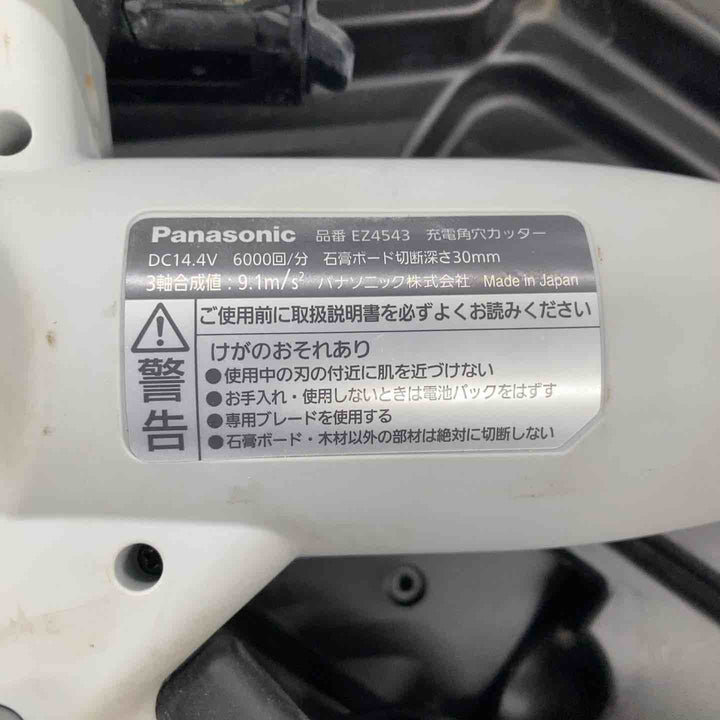 Panasonic 品番 EZ4543 充電角穴カッター
DC14.4V 6000回/分 石膏ボード切断深さ30mm
3軸合成値:9.1m/s² パナソニック株式会社 Made in Japan
ご使用前に取扱説明書を必ずよくお読みください
警告
けがのおそれあり
●使用中の刃の付近に肌を近づけない
●お手入れ・使用しないときは電池パックをはずす
●専用ブレードを使用する
●石膏ボード・木材以外の部材は絶対に切断しない